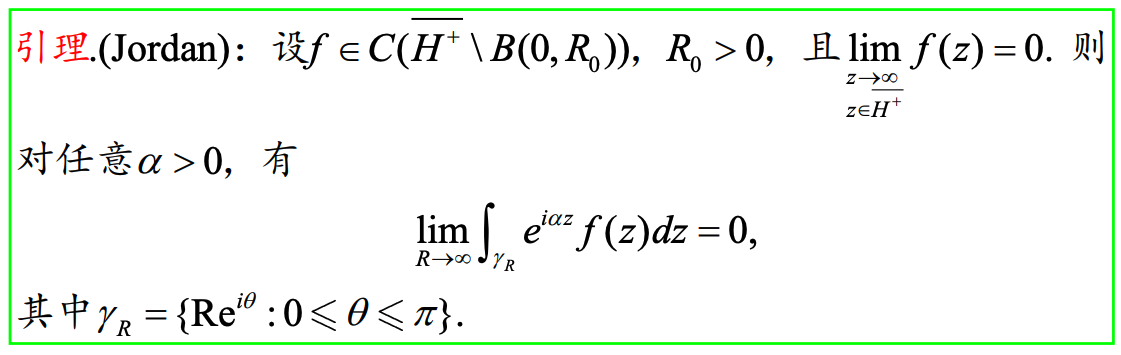 引理.(Jordan)：设f ∈ C(\overline{H^+} \ B(0, R_0))，R_0 > 0，且\lim_{z→∞, z∈\overline{H^+}} f(z) = 0. 则
对任意α > 0，有
\lim_{R→∞} ∫_{γ_R} e^{iαz} f(z)dz = 0,
其中γ_R = {Re^{iθ} : 0 ⩽ θ ⩽ π}.